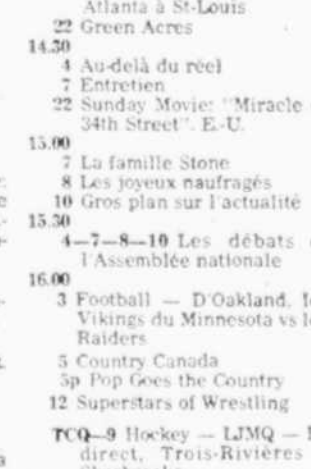 Atlanta à St-Louis
22 Green Acres
14.30
4 Au-delà du réel
7 Entretien
22 Sunday Movie: "Miracle
34th Street". E.-U.
15.00
7 La famille Stone
8 Les joyeux naufragés
10 Gros plan sur l'actualité
15.30
4—7—8—10 Les débats
l'Assemblée nationale
16.00
3 Football — D'Oakland,
Vikings du Minnesota vs
Raiders
5 Country Canada
5p Pop Goes the Country
12 Superstars of Wrestling
TCQ—9 Hockey — LJMQ —
direct, Trois-Rivières